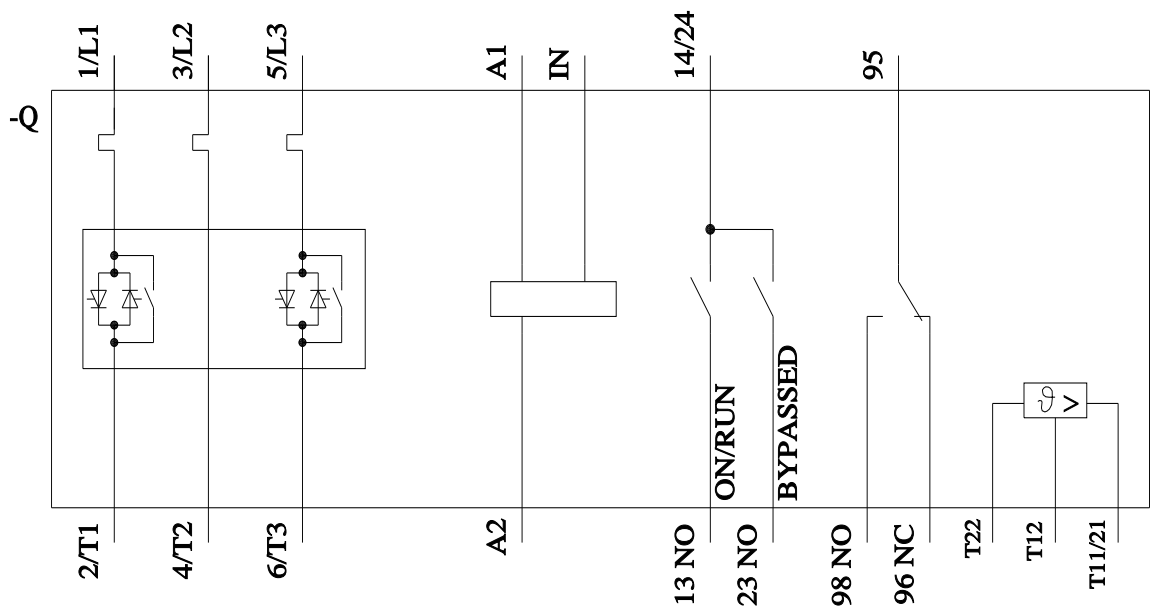 1/L1
3/L2
5/L3
A1
IN
14/24
95
-Q
ON/RUN
BYPASSED
ϑ >
2/T1
4/T2
6/T3
A2
13 NO
23 NO
98 NO
96 NC
T22
T12
T11/21